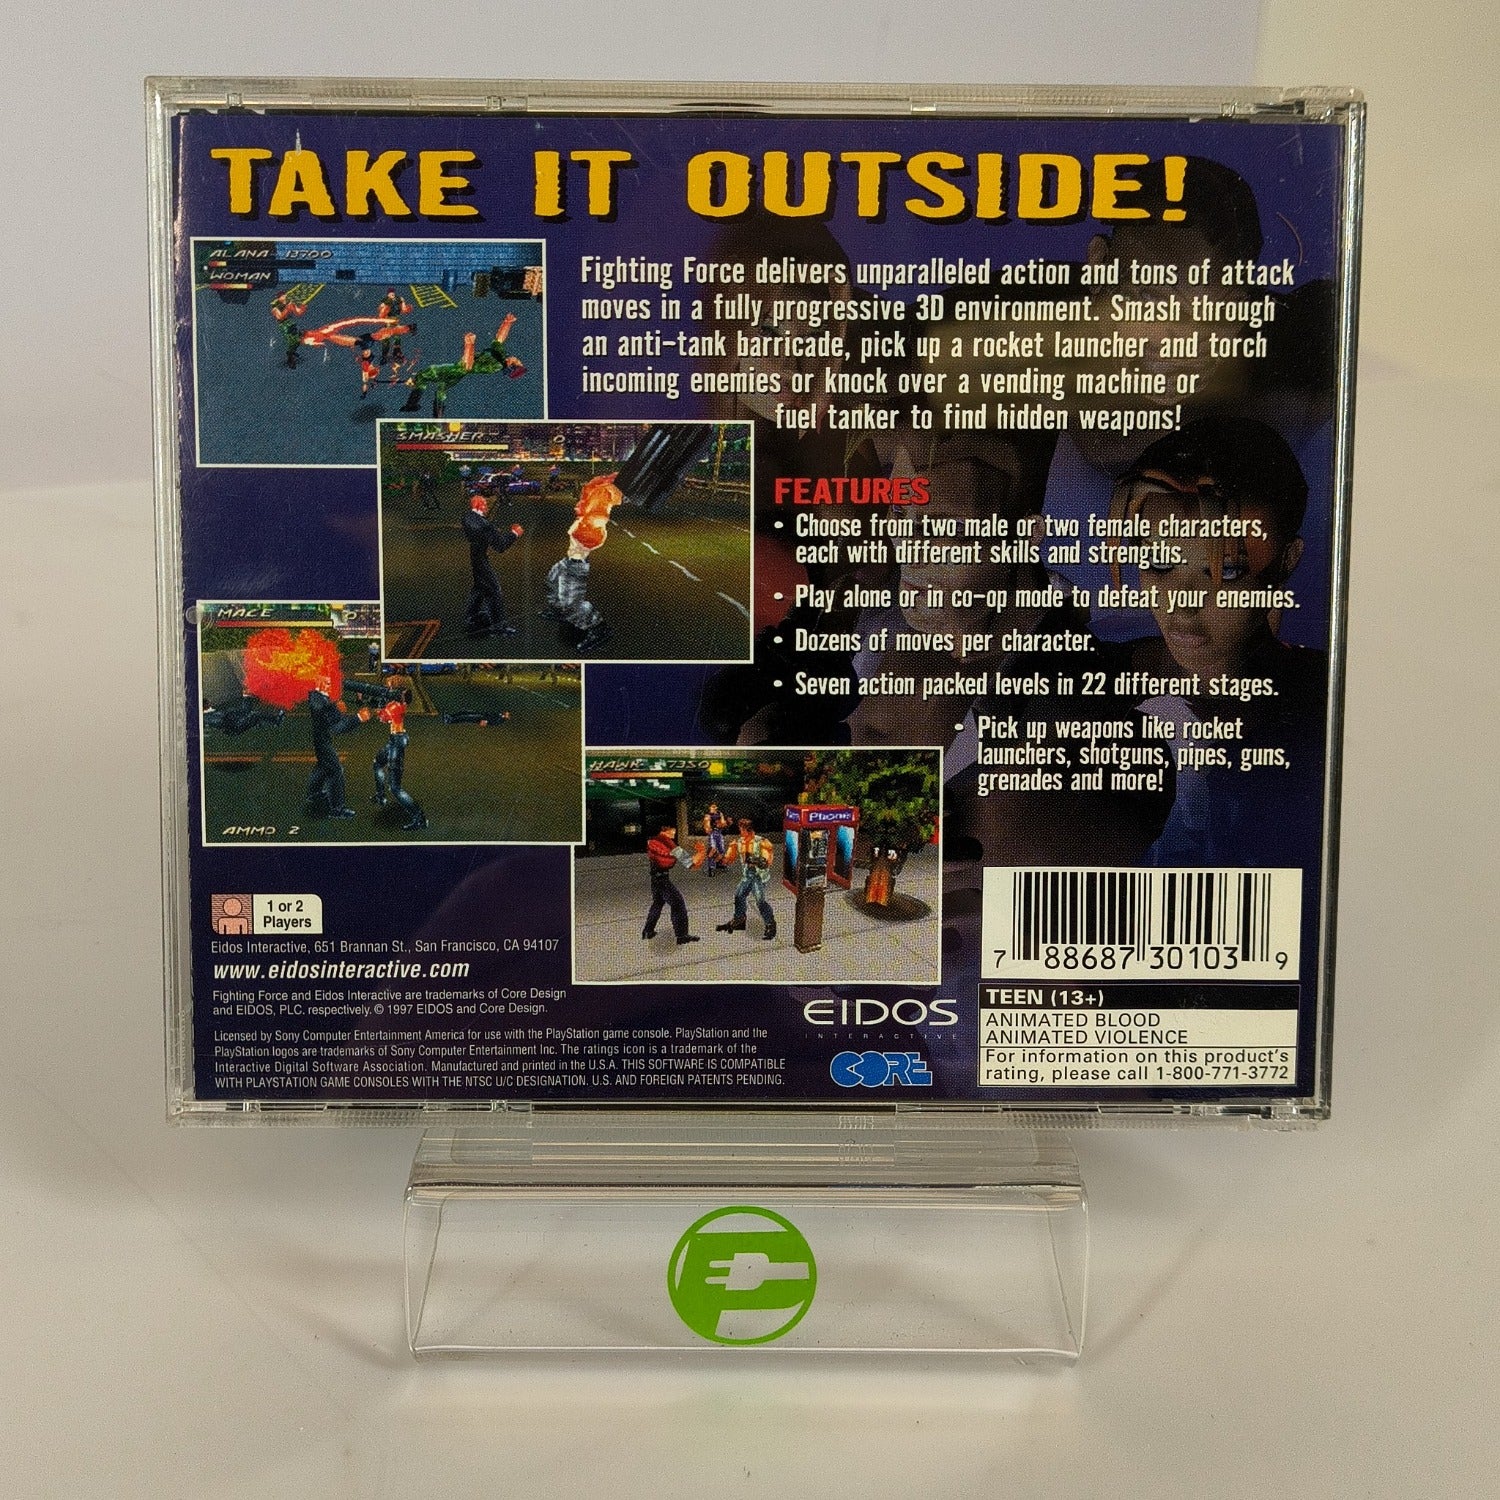 TAKE IT OUTSIDE!
Fighting Force delivers unparalleled action and tons of attack
moves in a fully progressive 3D environment. Smash through
an anti-tank barricade, pick up a rocket launcher and torch
incoming enemies or knock over a vending machine or
fuel tanker to find hidden weapons!
ALANA 13700
WOMAN
SMASHER 0
MACE 0
AMMO 2
HAWK 7350
Phone
FEATURES
• Choose from two male or two female characters,
each with different skills and strengths.
• Play alone or in co-op mode to defeat your enemies.
• Dozens of moves per character.
• Seven action packed levels in 22 different stages.
• Pick up weapons like rocket
launchers, shotguns, pipes, guns,
grenades and more!
1 or 2
Players
Eidos Interactive, 651 Brannan St., San Francisco, CA 94107
www.eidosinteractive.com
Fighting Force and Eidos Interactive are trademarks of Core Design
and EIDOS, PLC. respectively. © 1997 EIDOS and Core Design.
Licensed by Sony Computer Entertainment America for use with the PlayStation game console. PlayStation and the
PlayStation logos are trademarks of Sony Computer Entertainment Inc. The ratings icon is a trademark of the
Interactive Digital Software Association. Manufactured and printed in the U.S.A. THIS SOFTWARE IS COMPATIBLE
WITH PLAYSTATION GAME CONSOLES WITH THE NTSC U/C DESIGNATION. U.S. AND FOREIGN PATENTS PENDING.
EIDOS
INTERACTIVE
CORE
7 88687 30103 9
TEEN (13+)
ANIMATED BLOOD
ANIMATED VIOLENCE
For information on this product's
rating, please call 1-800-771-3772